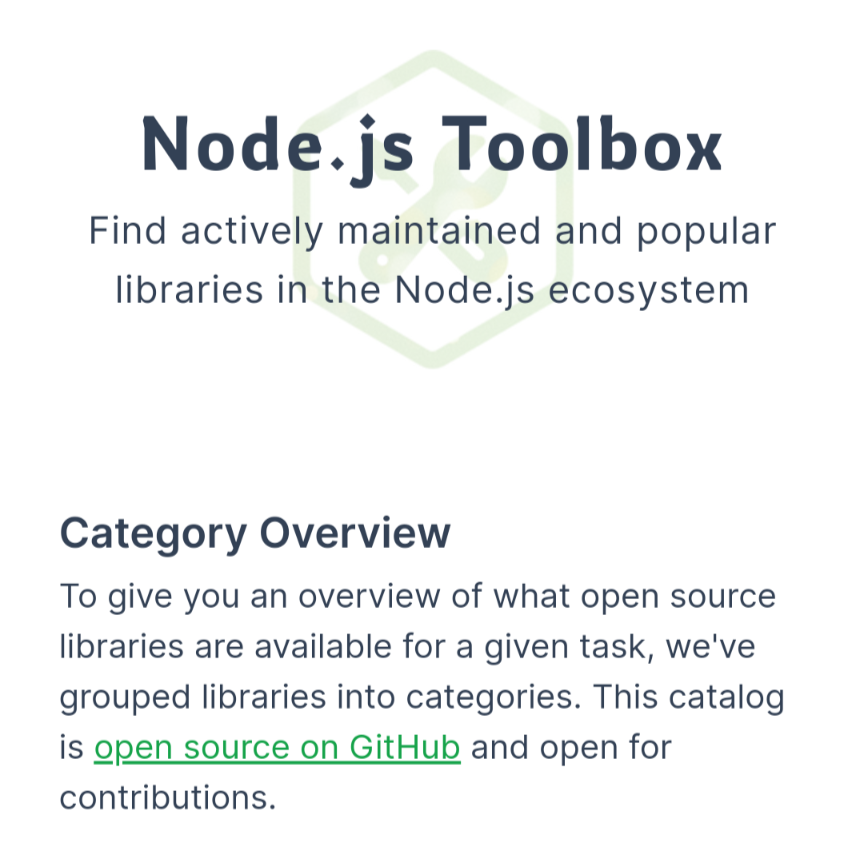 Node.js Toolbox
Find actively maintained and popular
libraries in the Node.js ecosystem
Category Overview
To give you an overview of what open source
libraries are available for a given task, we've
grouped libraries into categories. This catalog
is open source on GitHub and open for
contributions.